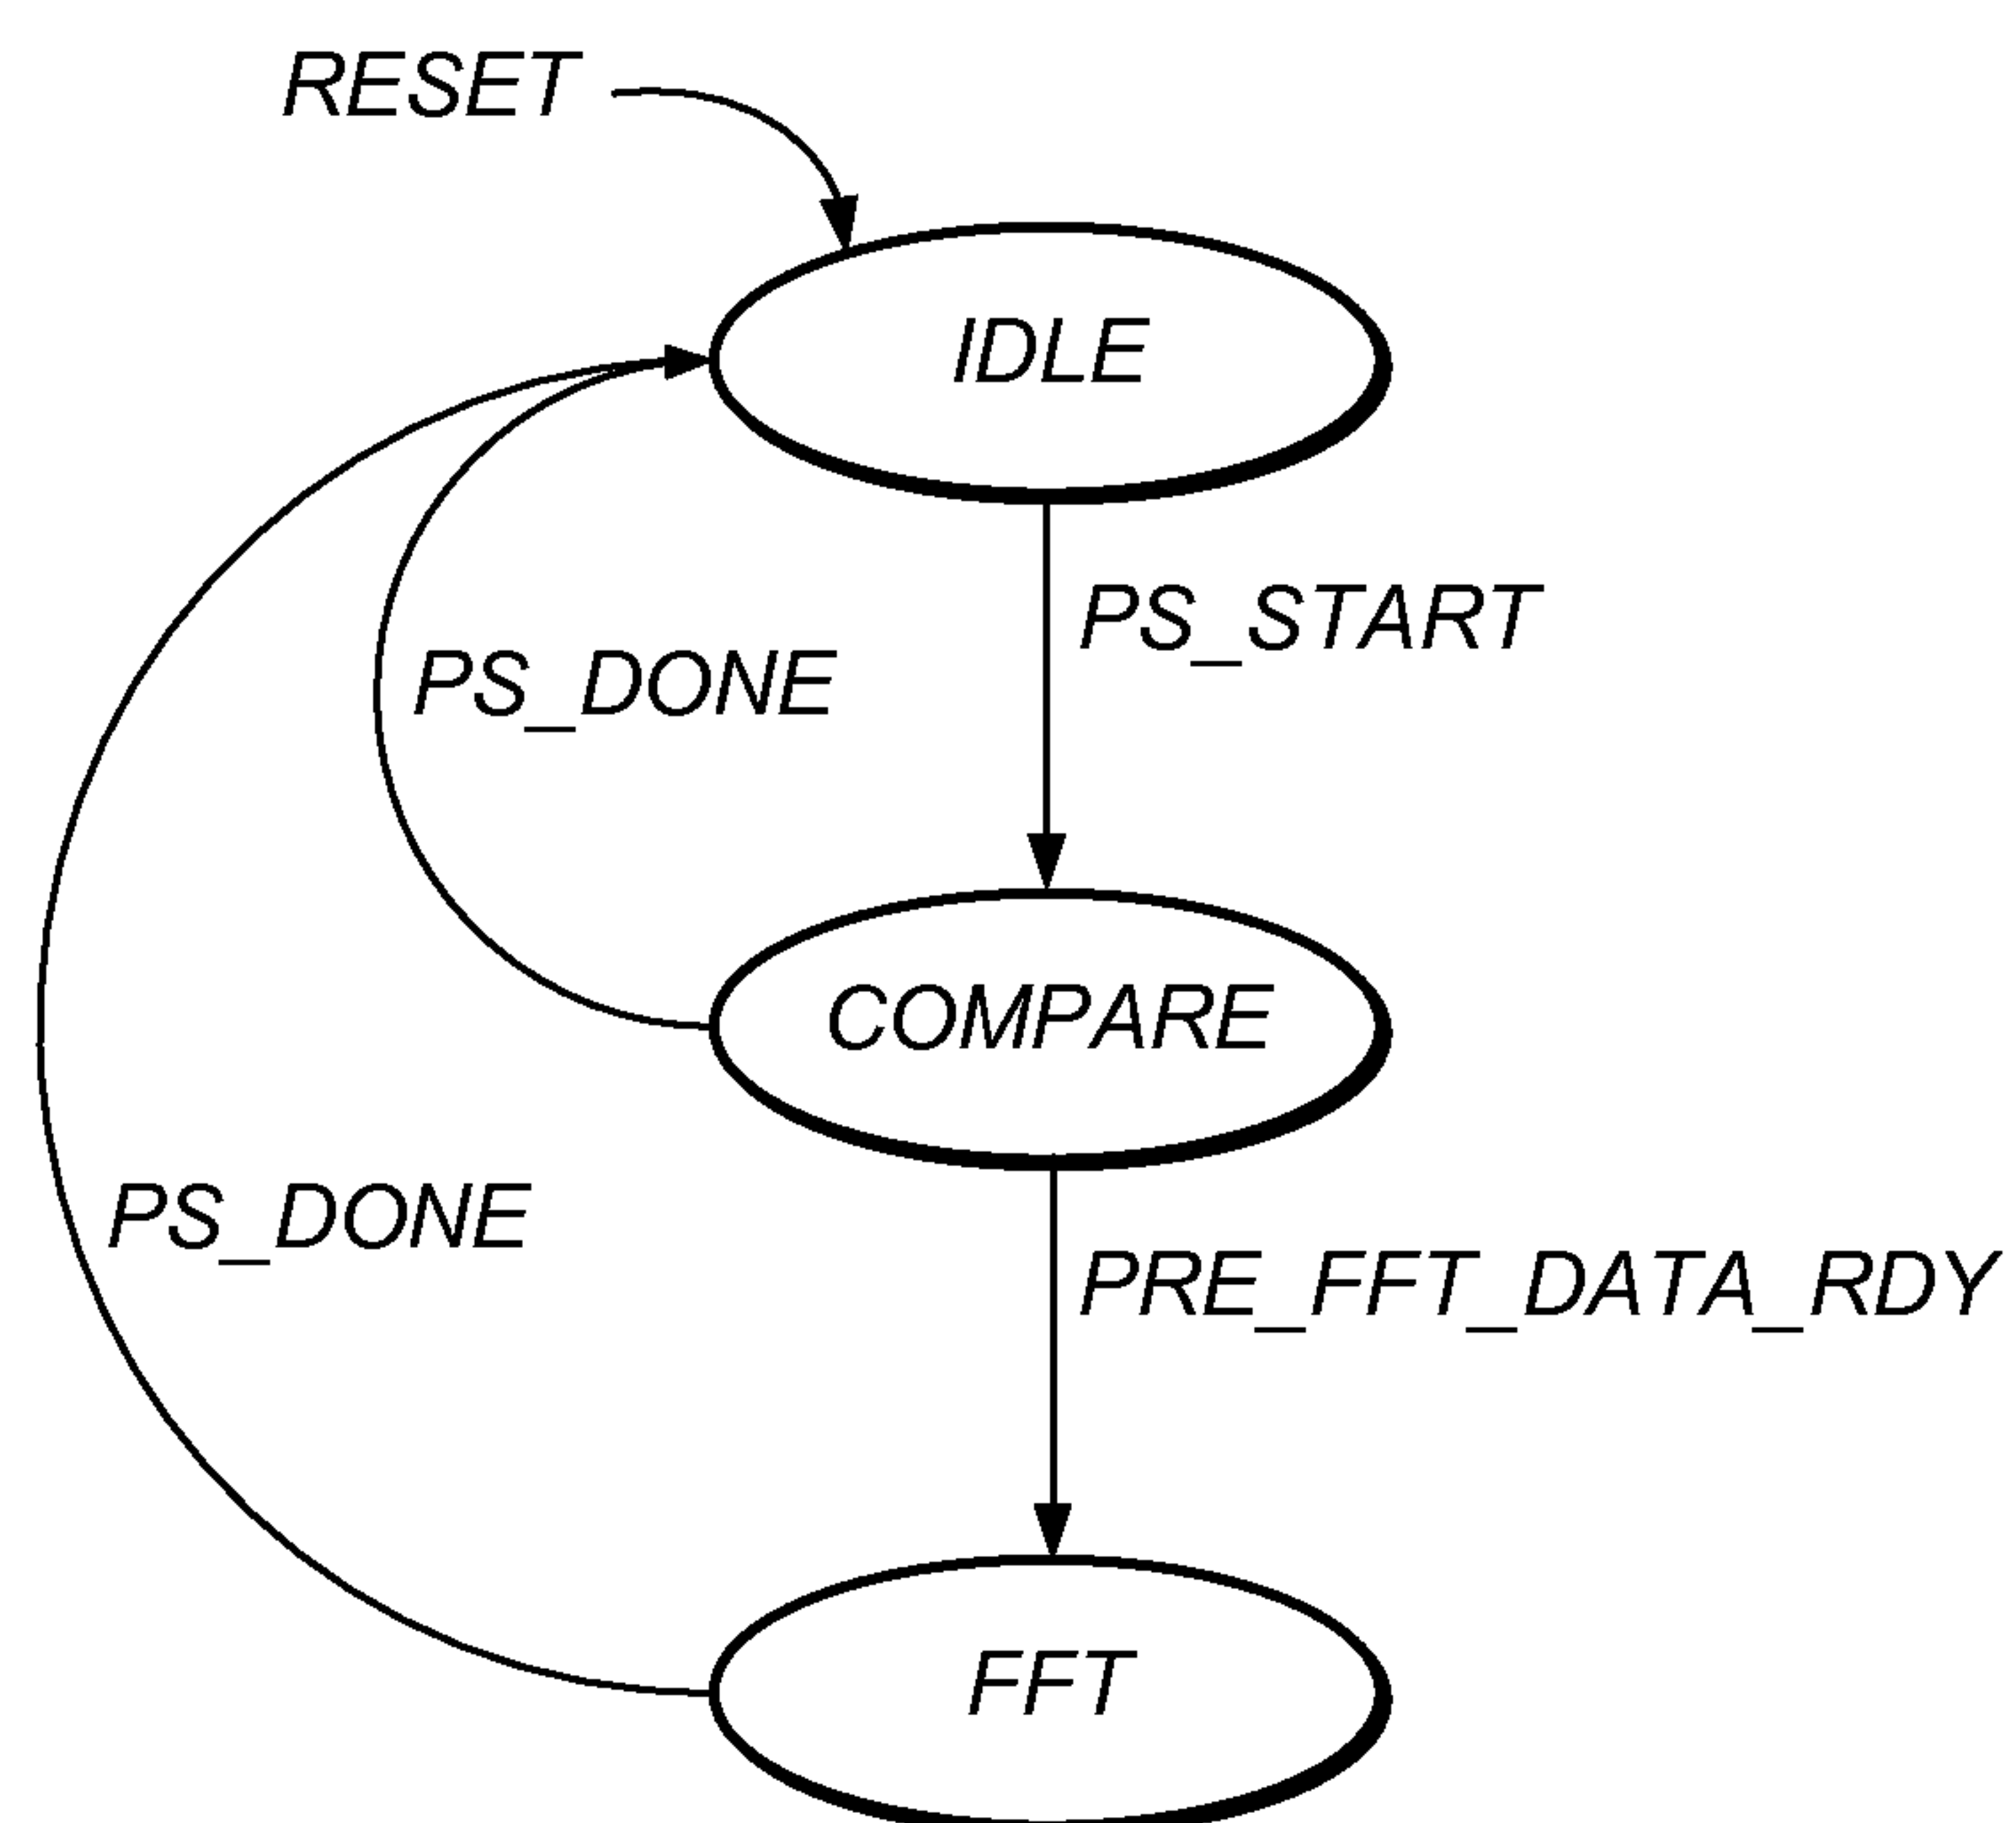 RESET
IDLE
PS_START
PS_DONE
COMPARE
PS_DONE
PRE_FFT_DATA_RDY
FFT